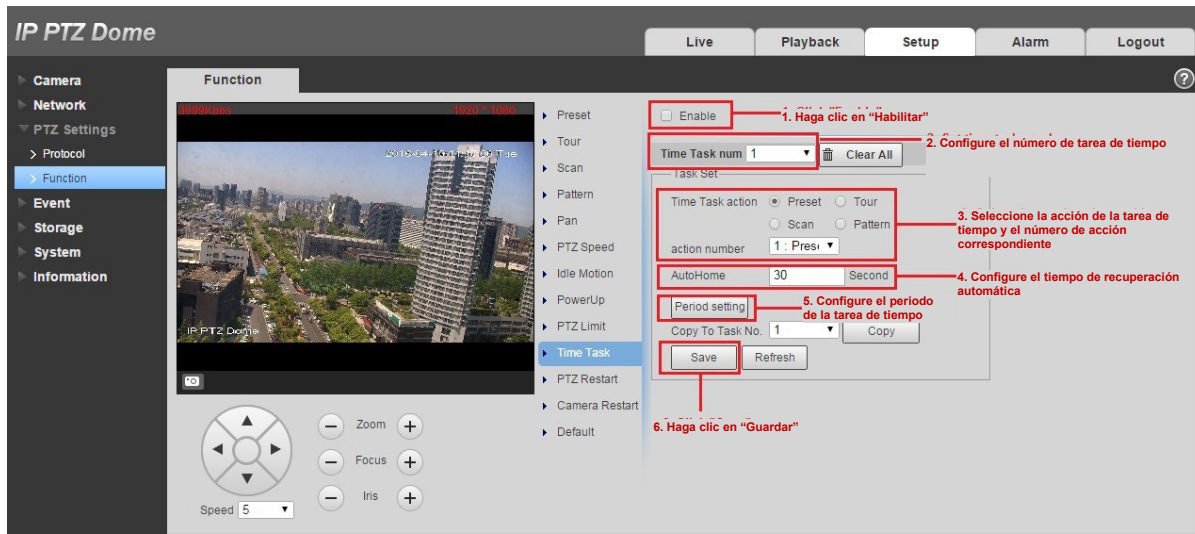 IP PTZ Dome
Live
Playback
Setup
Alarm
Logout
Camera
Network
PTZ Settings
> Protocol
> Function
Event
Storage
System
Information
Function
3999Kbps
1920 * 1080
IP PTZ Dome
Zoom
Focus
Iris
Speed 5
Preset
Tour
Scan
Pattern
Pan
PTZ Speed
Idle Motion
PowerUp
PTZ Limit
Time Task
PTZ Restart
Camera Restart
Default
Enable
1. Haga clic en “Habilitar”
Time Task num 1
Clear All
2. Configure el número de tarea de tiempo
Task Set
Time Task action Preset Tour
Scan Pattern
action number 1 : Prese
3. Seleccione la acción de la tarea de
tiempo y el número de acción
correspondiente
AutoHome 30 Second
4. Configure el tiempo de recuperación
automática
Period setting
5. Configure el periodo
de la tarea de tiempo
Copy To Task No. 1 Copy
Save Refresh
6. Haga clic en “Guardar”